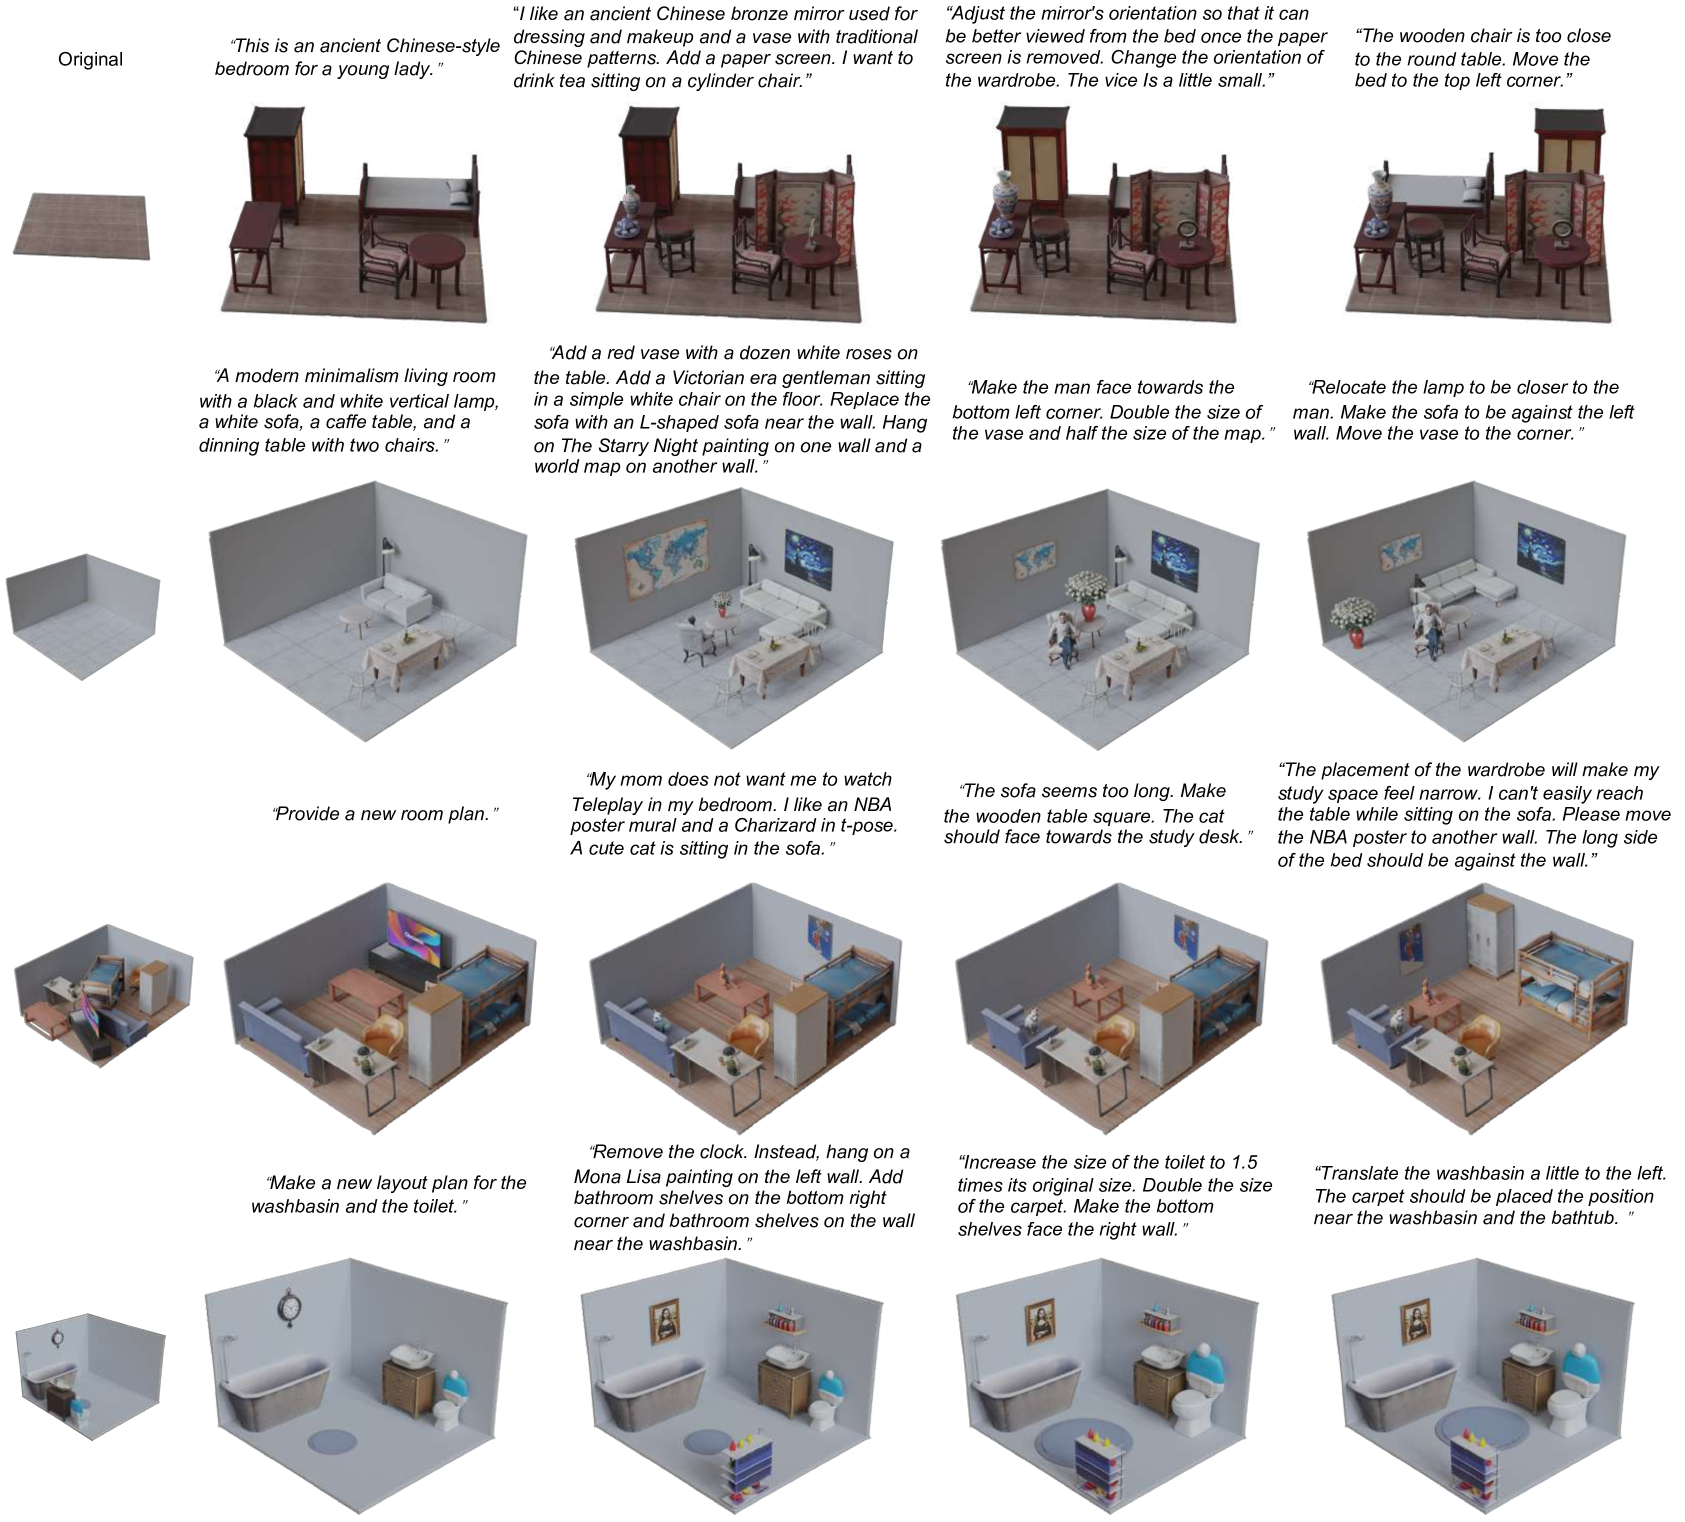 Original
“This is an ancient Chinese-style
bedroom for a young lady.”
“I like an ancient Chinese bronze mirror used for
dressing and makeup and a vase with traditional
Chinese patterns. Add a paper screen. I want to
drink tea sitting on a cylinder chair.”
“Adjust the mirror's orientation so that it can
be better viewed from the bed once the paper
screen is removed. Change the orientation of
the wardrobe. The vice Is a little small.”
“The wooden chair is too close
to the round table. Move the
bed to the top left corner.”
“A modern minimalism living room
with a black and white vertical lamp,
a white sofa, a caffe table, and a
dinning table with two chairs.”
“Add a red vase with a dozen white roses on
the table. Add a Victorian era gentleman sitting
in a simple white chair on the floor. Replace the
sofa with an L-shaped sofa near the wall. Hang
on The Starry Night painting on one wall and a
world map on another wall.”
“Make the man face towards the
bottom left corner. Double the size of
the vase and half the size of the map.”
“Relocate the lamp to be closer to the
man. Make the sofa to be against the left
wall. Move the vase to the corner.”
“Provide a new room plan.”
“My mom does not want me to watch
Teleplay in my bedroom. I like an NBA
poster mural and a Charizard in t-pose.
A cute cat is sitting in the sofa.”
“The sofa seems too long. Make
the wooden table square. The cat
should face towards the study desk.”
“The placement of the wardrobe will make my
study space feel narrow. I can't easily reach
the table while sitting on the sofa. Please move
the NBA poster to another wall. The long side
of the bed should be against the wall.”
“Make a new layout plan for the
washbasin and the toilet.”
“Remove the clock. Instead, hang on a
Mona Lisa painting on the left wall. Add
bathroom shelves on the bottom right
corner and bathroom shelves on the wall
near the washbasin.”
“Increase the size of the toilet to 1.5
times its original size. Double the size
of the carpet. Make the bottom
shelves face the right wall.”
“Translate the washbasin a little to the left.
The carpet should be placed the position
near the washbasin and the bathtub. ”